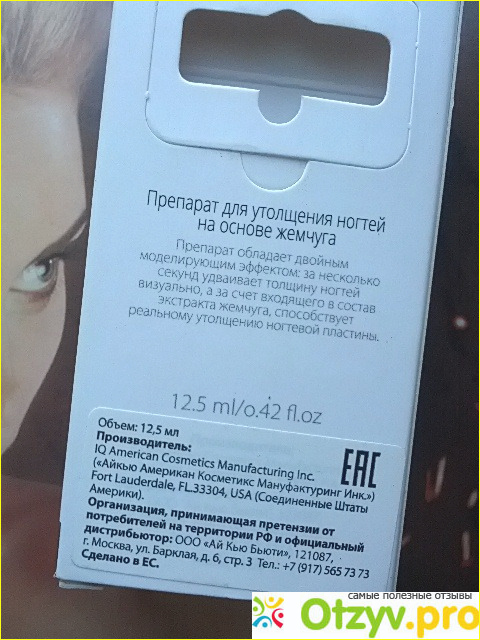 Препарат для утолщения ногтей
на основе жемчуга
Препарат обладает двойным
моделирующим эффектом: за несколько
секунд удваивает толщину ногтей
визуально, а за счет входящего в состав
экстракта жемчуга, способствует
реальному утолщению ногтевой пластины.
12.5 ml/0.42 fl.oz
Объем: 12,5 мл
Производитель:
IQ American Cosmetics Manufacturing Inc.
(«Айкью Американ Косметикс Мануфактуринг Инк.»)
Fort Lauderdale, FL.33304, USA (Соединенные Штаты
Америки).
Организация, принимающая претензии от
потребителей на территории РФ и официальный
дистрибьютор: ООО «Ай Кью Бьюти», 121087,
г. Москва, ул. Барклая, д. 6, стр. 3 Тел.: +7 (917) 565 73 73
Сделано в ЕС.
EAC
самые полезные отзывы
Otzyv.pro